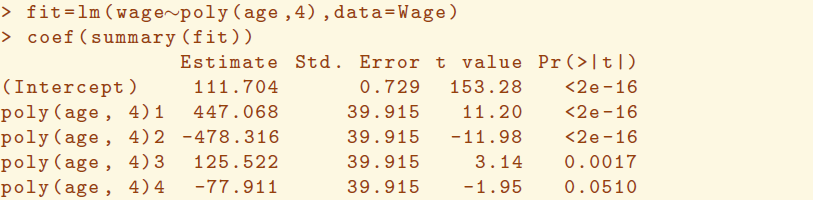 > fit=lm(wage~poly(age,4),data=Wage)
> coef(summary(fit))
Estimate Std. Error t value Pr(>|t|)
(Intercept) 111.704 0.729 153.28 <2e-16
poly(age, 4)1 447.068 39.915 11.20 <2e-16
poly(age, 4)2 -478.316 39.915 -11.98 <2e-16
poly(age, 4)3 125.522 39.915 3.14 0.0017
poly(age, 4)4 -77.911 39.915 -1.95 0.0510